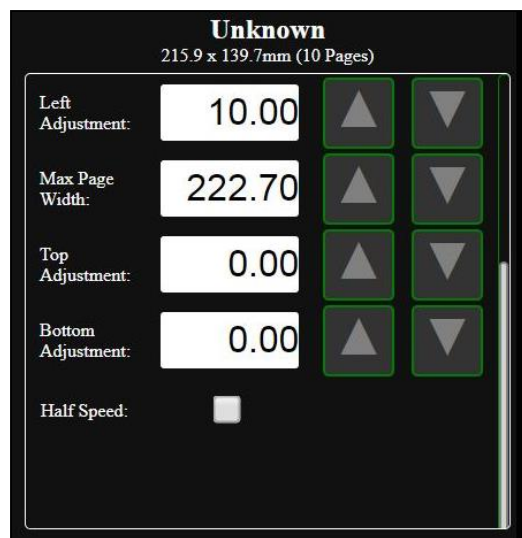 Unknown
215.9 x 139.7mm (10 Pages)
Left
Adjustment:
10.00
Max Page
Width:
222.70
Top
Adjustment:
0.00
Bottom
Adjustment:
0.00
Half Speed: